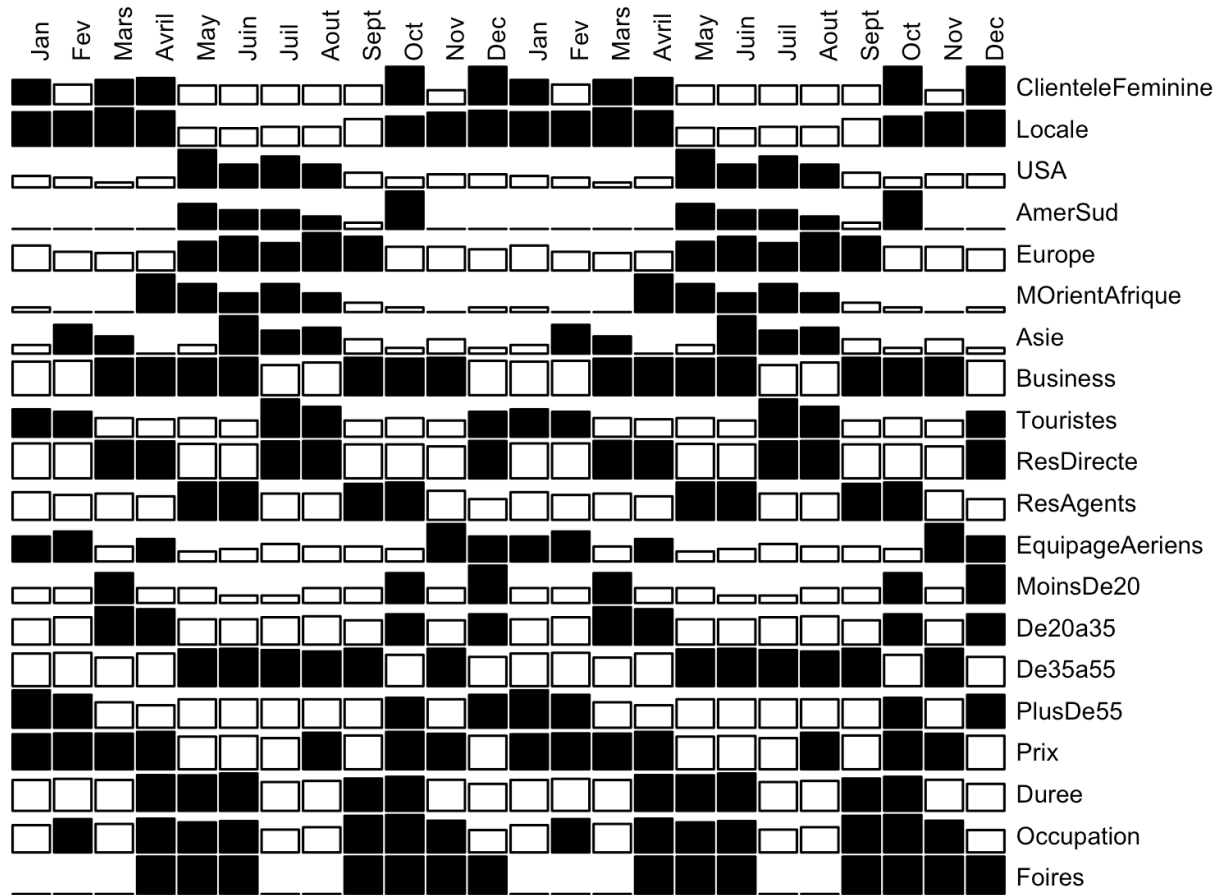 Jan Fev Mars Avril May Juin Juil Aout Sept Oct Nov Dec Jan Fev Mars Avril May Juin Juil Aout Sept Oct Nov Dec
ClienteleFeminine
Locale
USA
AmerSud
Europe
MOrientAfrique
Asie
Business
Touristes
ResDirecte
ResAgents
EquipageAeriens
MoinsDe20
De20a35
De35a55
PlusDe55
Prix
Duree
Occupation
Foires